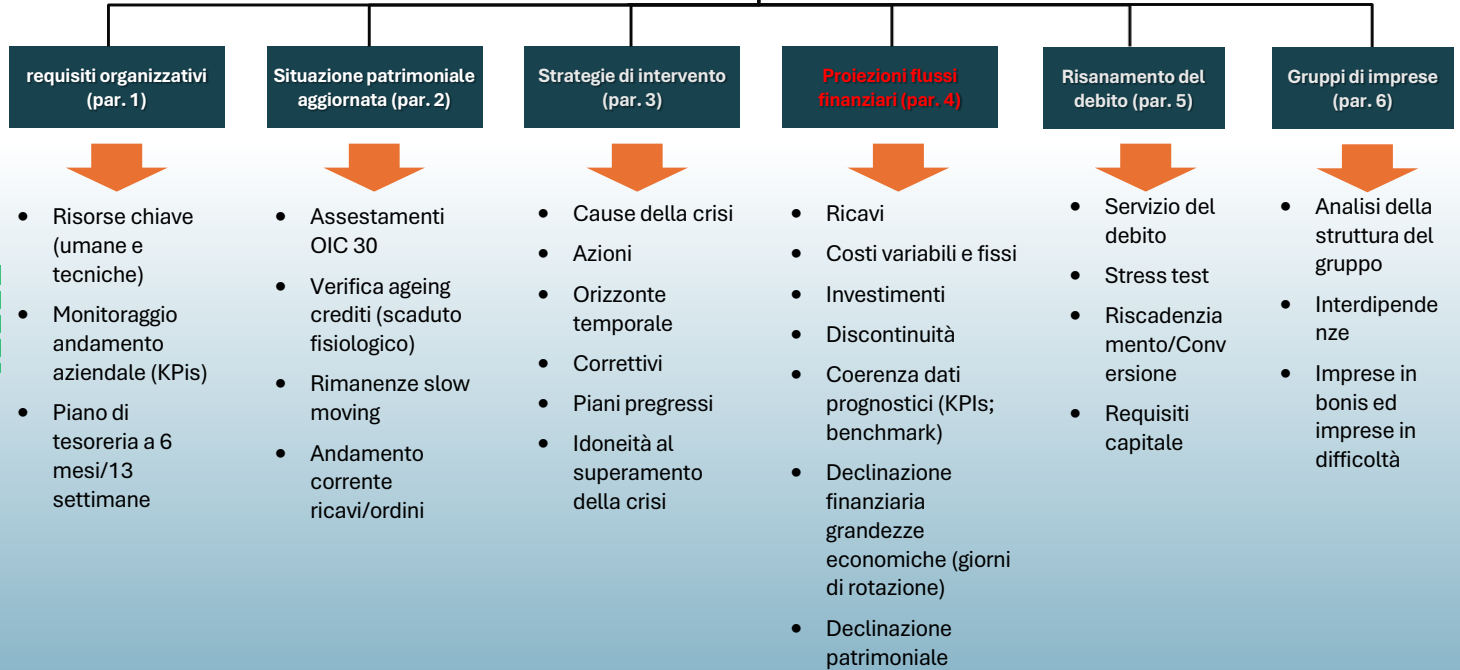 requisiti organizzativi
(par. 1)
Situazione patrimoniale
aggiornata (par. 2)
Strategie di intervento
(par. 3)
Proiezioni flussi
finanziari (par. 4)
Risanamento del
debito (par. 5)
Gruppi di imprese
(par. 6)
• Risorse chiave
(umane e
tecniche)
• Monitoraggio
andamento
aziendale (KPis)
• Piano di
tesoreria a 6
mesi/13
settimane
• Assestamenti
OIC 30
• Verifica ageing
crediti (scaduto
fisiologico)
• Rimanenze slow
moving
• Andamento
corrente
ricavi/ordini
• Cause della crisi
• Azioni
• Orizzonte
temporale
• Correttivi
• Piani pregressi
• Idoneità al
superamento
della crisi
• Ricavi
• Costi variabili e fissi
• Investimenti
• Discontinuità
• Coerenza dati
prognostici (KPIs;
benchmark)
• Declinazione
finanziaria
grandezze
economiche (giorni
di rotazione)
• Declinazione
patrimoniale
• Servizio del
debito
• Stress test
• Riscadenzia
mento/Conv
ersione
• Requisiti
capitale
• Analisi della
struttura del
gruppo
• Interdipende
nze
• Imprese in
bonis ed
imprese in
difficoltà